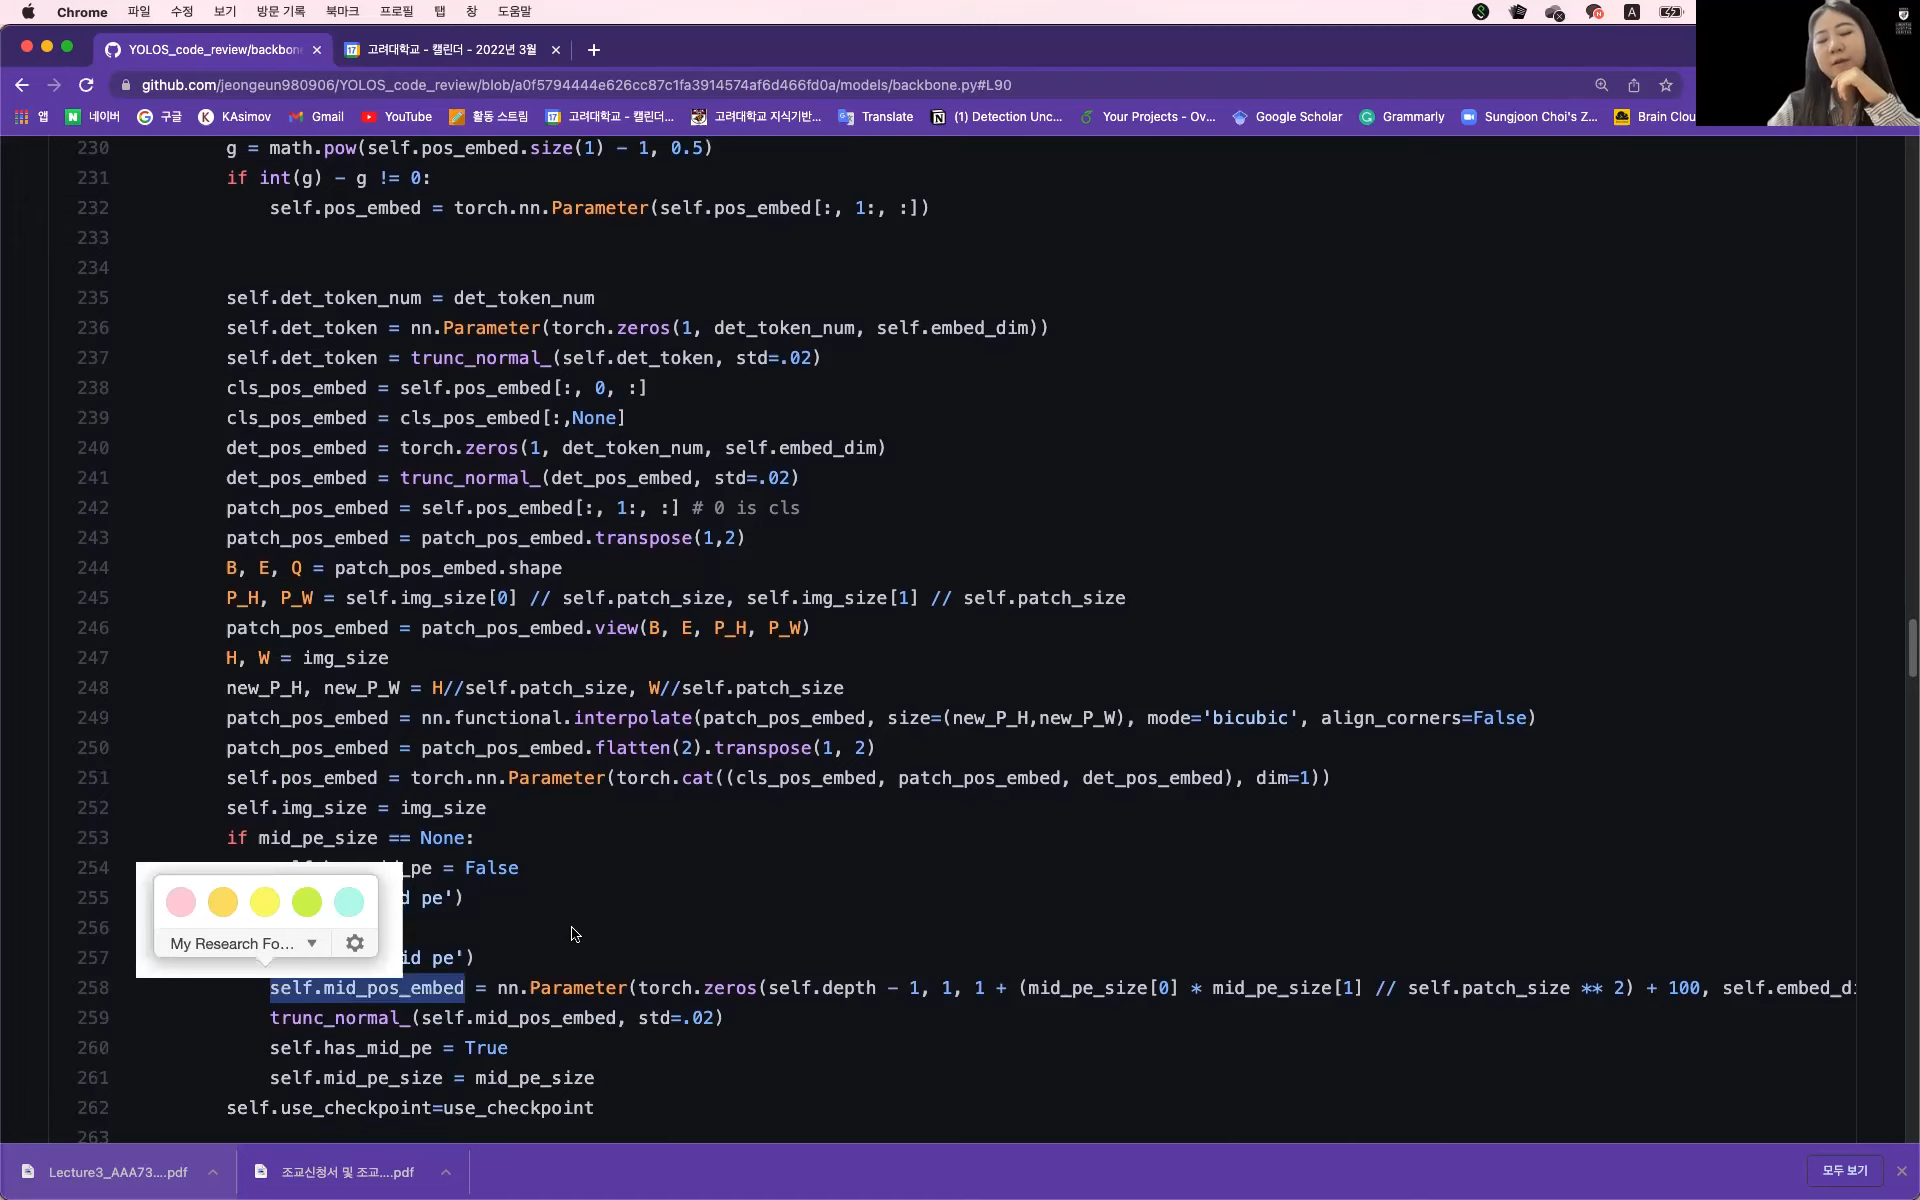 Chrome 파일 수정 보기 방문 기록 북마크 프로필 탭 창 도움말
YOLOS_code_review/backbon
고려대학교 - 캘린더 - 2022년 3월
github.com/jeongeun980906/YOLOS_code_review/blob/a0f5794444e626cc87c1fa3914574af6d466fd0a/models/backbone.py#L90
앱 네이버 구글 KAsimov Gmail YouTube 활동 스트림 고려대학교 - 캘린더... 고려대학교 지식기반... Translate (1) Detection Unc... Your Projects - Ov... Google Scholar Grammarly Sungjoon Choi's Z... Brain Clou
230 g = math.pow(self.pos_embed.size(1) - 1, 0.5)
231 if int(g) - g != 0:
232 self.pos_embed = torch.nn.Parameter(self.pos_embed[:, 1:, :])
233
234
235 self.det_token_num = det_token_num
236 self.det_token = nn.Parameter(torch.zeros(1, det_token_num, self.embed_dim))
237 self.det_token = trunc_normal_(self.det_token, std=.02)
238 cls_pos_embed = self.pos_embed[:, 0, :]
239 cls_pos_embed = cls_pos_embed[:,None]
240 det_pos_embed = torch.zeros(1, det_token_num, self.embed_dim)
241 det_pos_embed = trunc_normal_(det_pos_embed, std=.02)
242 patch_pos_embed = self.pos_embed[:, 1:, :] # 0 is cls
243 patch_pos_embed = patch_pos_embed.transpose(1,2)
244 B, E, Q = patch_pos_embed.shape
245 P_H, P_W = self.img_size[0] // self.patch_size, self.img_size[1] // self.patch_size
246 patch_pos_embed = patch_pos_embed.view(B, E, P_H, P_W)
247 H, W = img_size
248 new_P_H, new_P_W = H//self.patch_size, W//self.patch_size
249 patch_pos_embed = nn.functional.interpolate(patch_pos_embed, size=(new_P_H,new_P_W), mode='bicubic', align_corners=False)
250 patch_pos_embed = patch_pos_embed.flatten(2).transpose(1, 2)
251 self.pos_embed = torch.nn.Parameter(torch.cat((cls_pos_embed, patch_pos_embed, det_pos_embed), dim=1))
252 self.img_size = img_size
253 if mid_pe_size == None:
254 _pe = False
255 d pe')
256
My Research Fo...
257 id pe')
258 self.mid_pos_embed = nn.Parameter(torch.zeros(self.depth - 1, 1, 1 + (mid_pe_size[0] * mid_pe_size[1] // self.patch_size ** 2) + 100, self.embed_di
259 trunc_normal_(self.mid_pos_embed, std=.02)
260 self.has_mid_pe = True
261 self.mid_pe_size = mid_pe_size
262 self.use_checkpoint=use_checkpoint
263
Lecture3_AAA73....pdf
조교신청서 및 조교....pdf
모두 보기